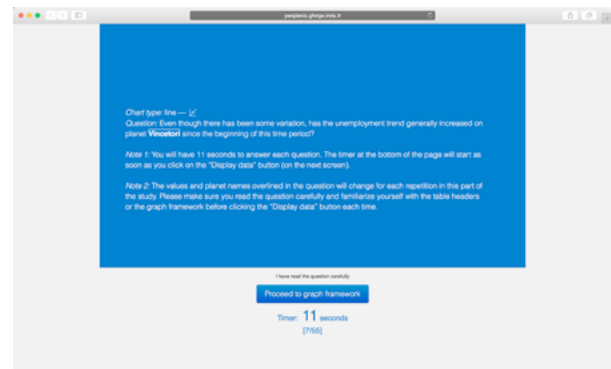 peoplevis.gforge.inria.fr
Chart type: line —
Question: Even though there has been some variation, has the unemployment trend generally increased on
planet Vincetori since the beginning of this time period?
Note 1: You will have 11 seconds to answer each question. The timer at the bottom of the page will start as
soon as you click on the "Display data" button (on the next screen).
Note 2: The values and planet names overlined in the question will change for each repetition in this part of
the study. Please make sure you read the question carefully and familiarize yourself with the table headers
or the graph framework before clicking the "Display data" button each time.
I have read the question carefully
Proceed to graph framework
Timer: 11 seconds
[7/56]